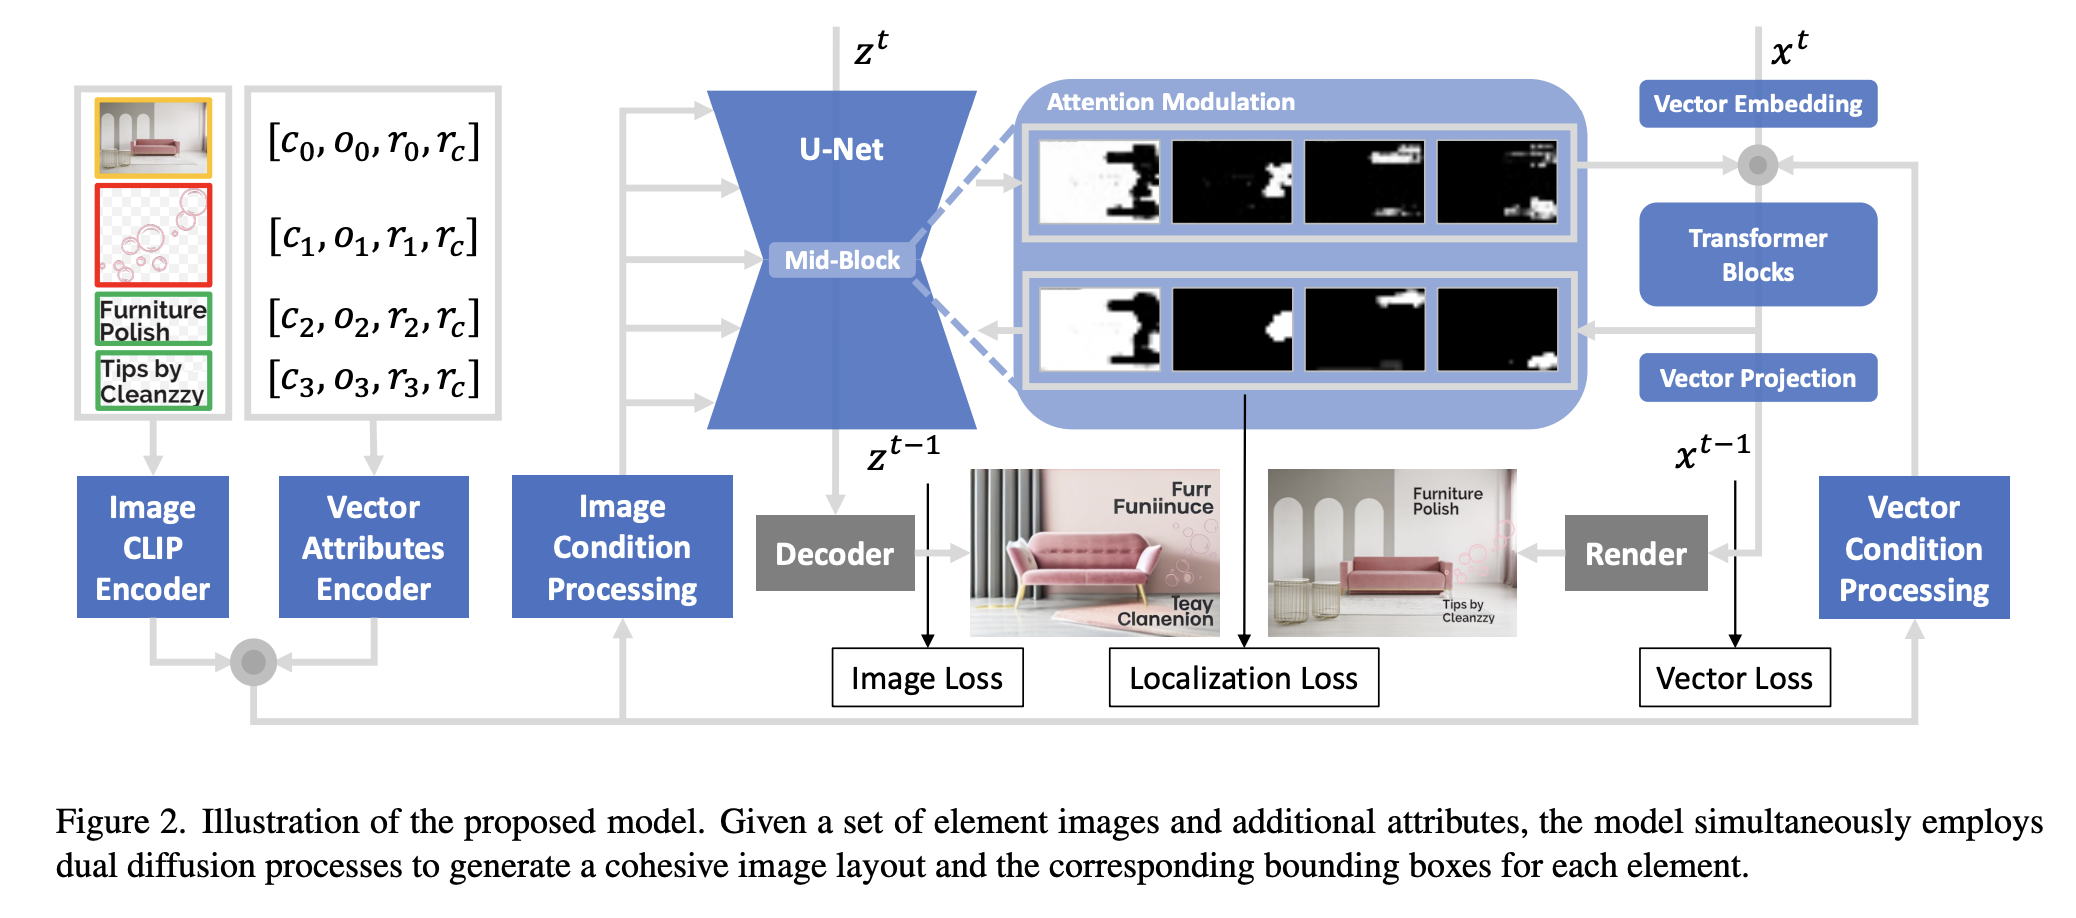 z^t
x^t
Attention Modulation
Vector Embedding
[c_0, o_0, r_0, r_c]
U-Net
[c_1, o_1, r_1, r_c]
Transformer
Blocks
Mid-Block
Furniture
Polish
[c_2, o_2, r_2, r_c]
Tips by
Cleanzzy
[c_3, o_3, r_3, r_c]
Vector Projection
z^{t-1}
x^{t-1}
Image
CLIP
Encoder
Vector
Attributes
Encoder
Image
Condition
Processing
Decoder
Furr
Funiinuce
Teay
Clanenion
Furniture
Polish
Tips by
Cleanzzy
Render
Vector
Condition
Processing
Image Loss
Localization Loss
Vector Loss
Figure 2. Illustration of the proposed model. Given a set of element images and additional attributes, the model simultaneously employs
dual diffusion processes to generate a cohesive image layout and the corresponding bounding boxes for each element.